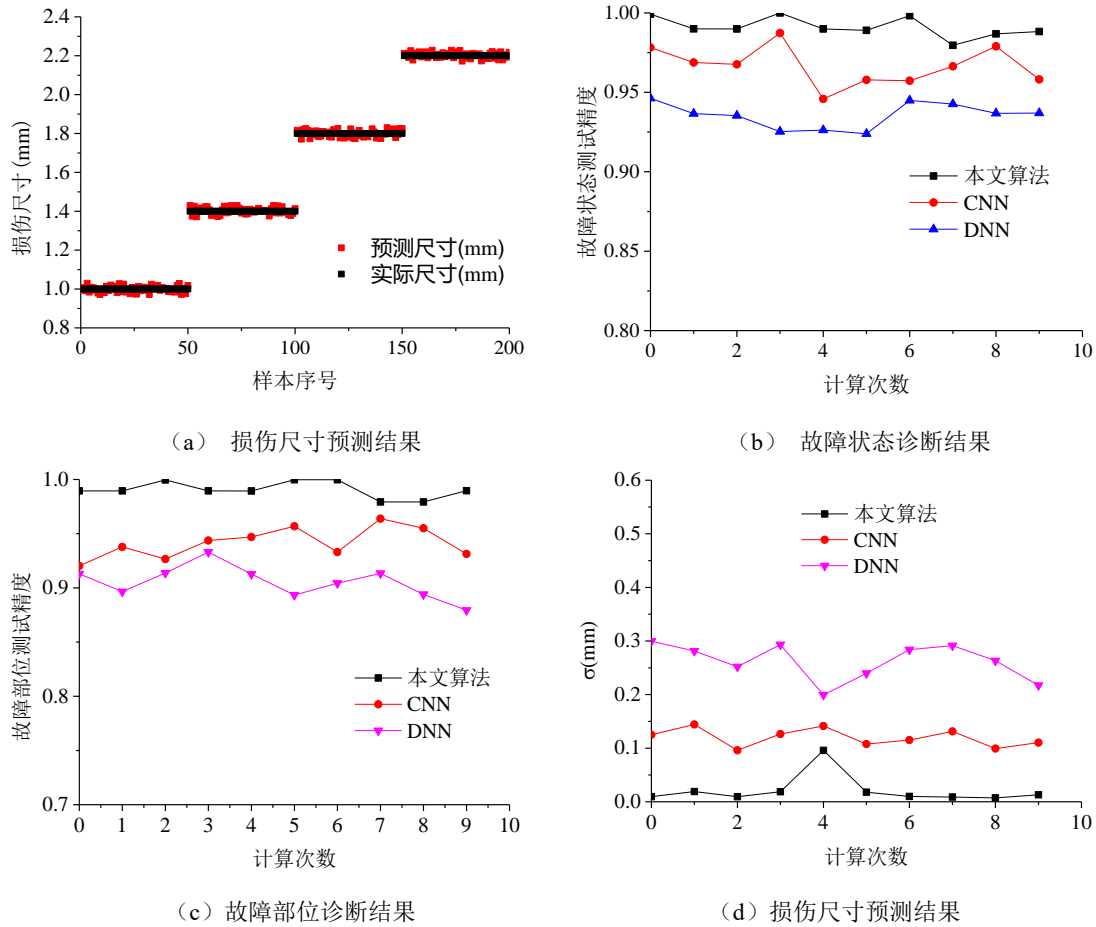 2.4
2.2
2.0
1.8
1.6
1.4
1.2
1.0
0.8
损伤尺寸(mm)
预测尺寸(mm)
实际尺寸(mm)
0 50 100 150 200
样本序号
(a) 损伤尺寸预测结果
1.00
0.95
0.90
0.85
0.80
故障状态测试精度
本文算法
CNN
DNN
0 2 4 6 8 10
计算次数
(b) 故障状态诊断结果
1.0
0.9
0.8
0.7
故障部位测试精度
本文算法
CNN
DNN
0 1 2 3 4 5 6 7 8 9 10
计算次数
(c)故障部位诊断结果
0.6
0.5
0.4
0.3
0.2
0.1
0.0
σ(mm)
本文算法
CNN
DNN
0 2 4 6 8 10
计算次数
(d)损伤尺寸预测结果